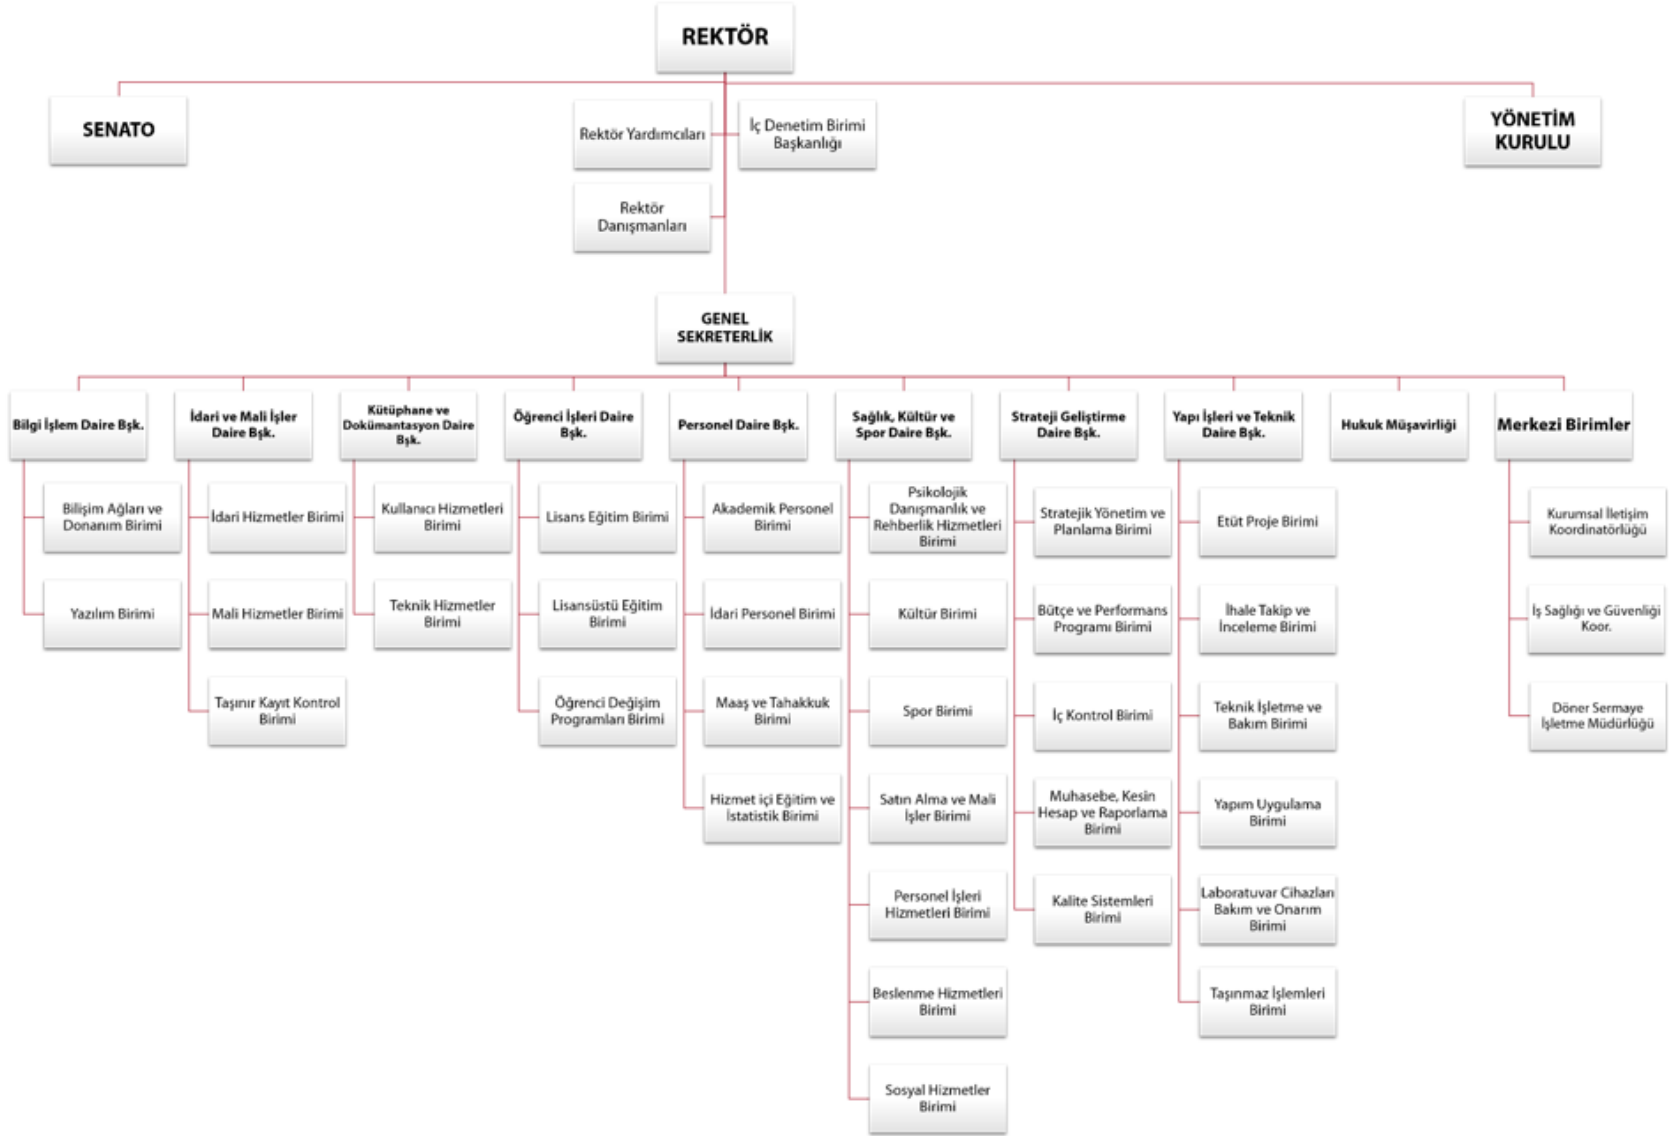 REKTÖR
SENATO
Rektör Yardımcıları
İç Denetim Birimi
Başkanlığı
YÖNETİM
KURULU
Rektör
Danışmanları
GENEL
SEKRETERLİK
Bilgi İşlem Daire Bşk.
Bilişim Ağları ve
Donanım Birimi
Yazılım Birimi
İdari ve Mali İşler
Daire Bşk.
İdari Hizmetler Birimi
Mali Hizmetler Birimi
Taşınır Kayıt Kontrol
Birimi
Kütüphane ve
Dokümantasyon Daire
Bşk.
Kullanıcı Hizmetleri
Birimi
Teknik Hizmetler
Birimi
Öğrenci İşleri Daire
Bşk.
Lisans Eğitim Birimi
Lisansüstü Eğitim
Birimi
Öğrenci Değişim
Programları Birimi
Personel Daire Bşk.
Akademik Personel
Birimi
İdari Personel Birimi
Maaş ve Tahakkuk
Birimi
Hizmet içi Eğitim ve
İstatistik Birimi
Sağlık, Kültür ve
Spor Daire Bşk.
Psikolojik
Danışmanlık ve
Rehberlik Hizmetleri
Birimi
Kültür Birimi
Spor Birimi
Satın Alma ve Mali
İşler Birimi
Personel İşleri
Hizmetleri Birimi
Beslenme Hizmetleri
Birimi
Sosyal Hizmetler
Birimi
Strateji Geliştirme
Daire Bşk.
Stratejik Yönetim ve
Planlama Birimi
Bütçe ve Performans
Programı Birimi
İç Kontrol Birimi
Muhasebe, Kesin
Hesap ve Raporlama
Birimi
Kalite Sistemleri
Birimi
Yapı İşleri ve Teknik
Daire Bşk.
Etüt Proje Birimi
İhale Takip ve
İnceleme Birimi
Teknik İşletme ve
Bakım Birimi
Yapım Uygulama
Birimi
Laboratuvar Cihazları
Bakım ve Onarım
Birimi
Taşınmaz İşlemleri
Birimi
Hukuk Müşavirliği
Merkezi Birimler
Kurumsal İletişim
Koordinatörlüğü
İş Sağlığı ve Güvenliği
Koor.
Döner Sermaye
İşletme Müdürlüğü